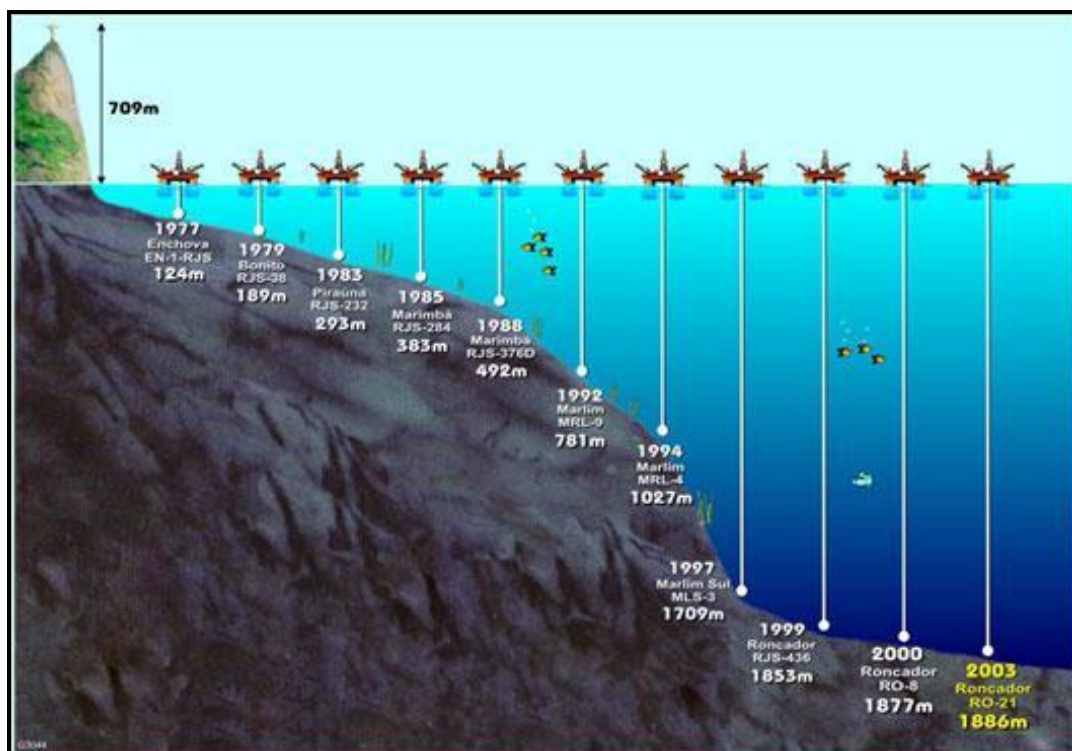 709m
1977
Enchova
EN-1-RJS
124m
1979
Bonito
RJS-38
189m
1983
Piraúna
RJS-232
293m
1985
Marimbá
RJS-284
383m
1988
Marimbá
RJS-376D
492m
1992
Marlim
MRL-9
781m
1994
Marlim
MRL-4
1027m
1997
Marlim Sul
MLS-3
1709m
1999
Roncador
RJS-436
1853m
2000
Roncador
RO-8
1877m
2003
Roncador
RO-21
1886m